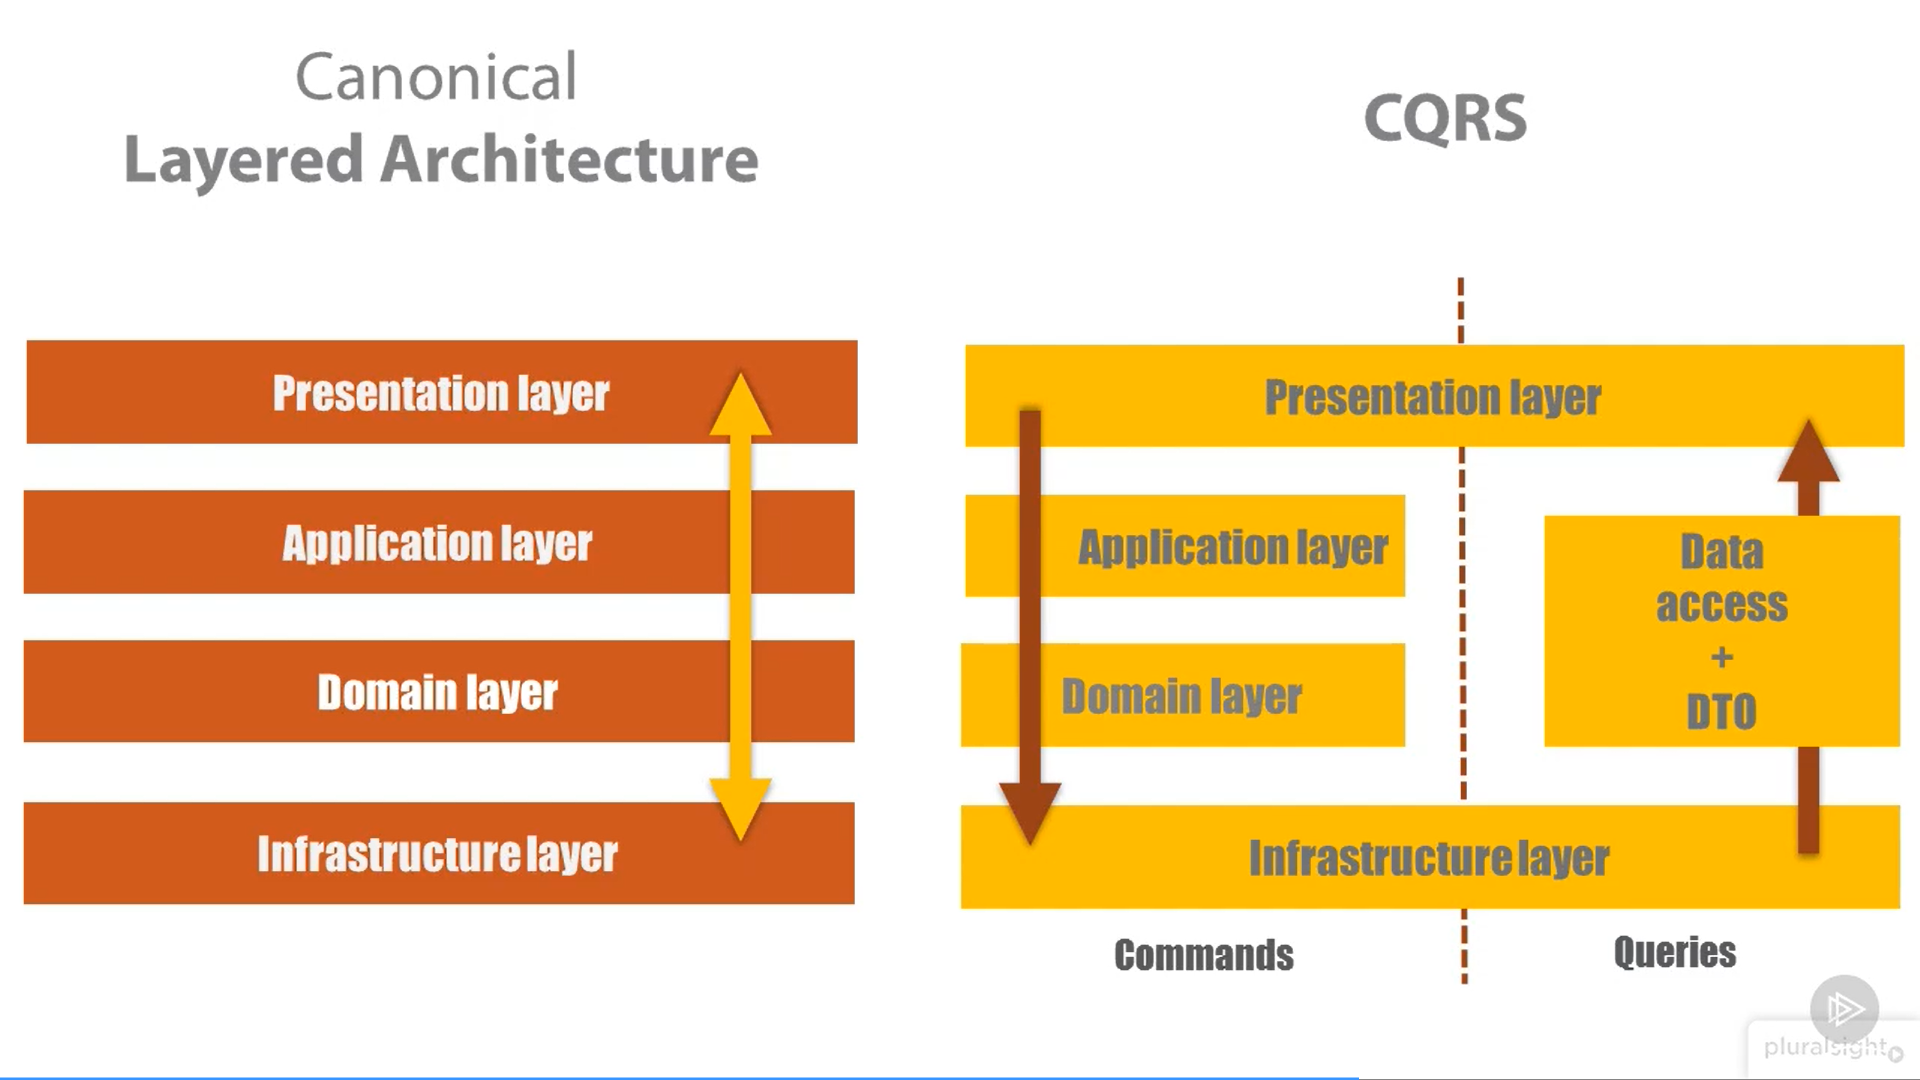 Canonical
Layered Architecture
Presentation layer
Application layer
Domain layer
Infrastructure layer
CQRS
Presentation layer
Application layer
Domain layer
Data
access
+
DTO
Infrastructure layer
Commands
Queries
pluralsight